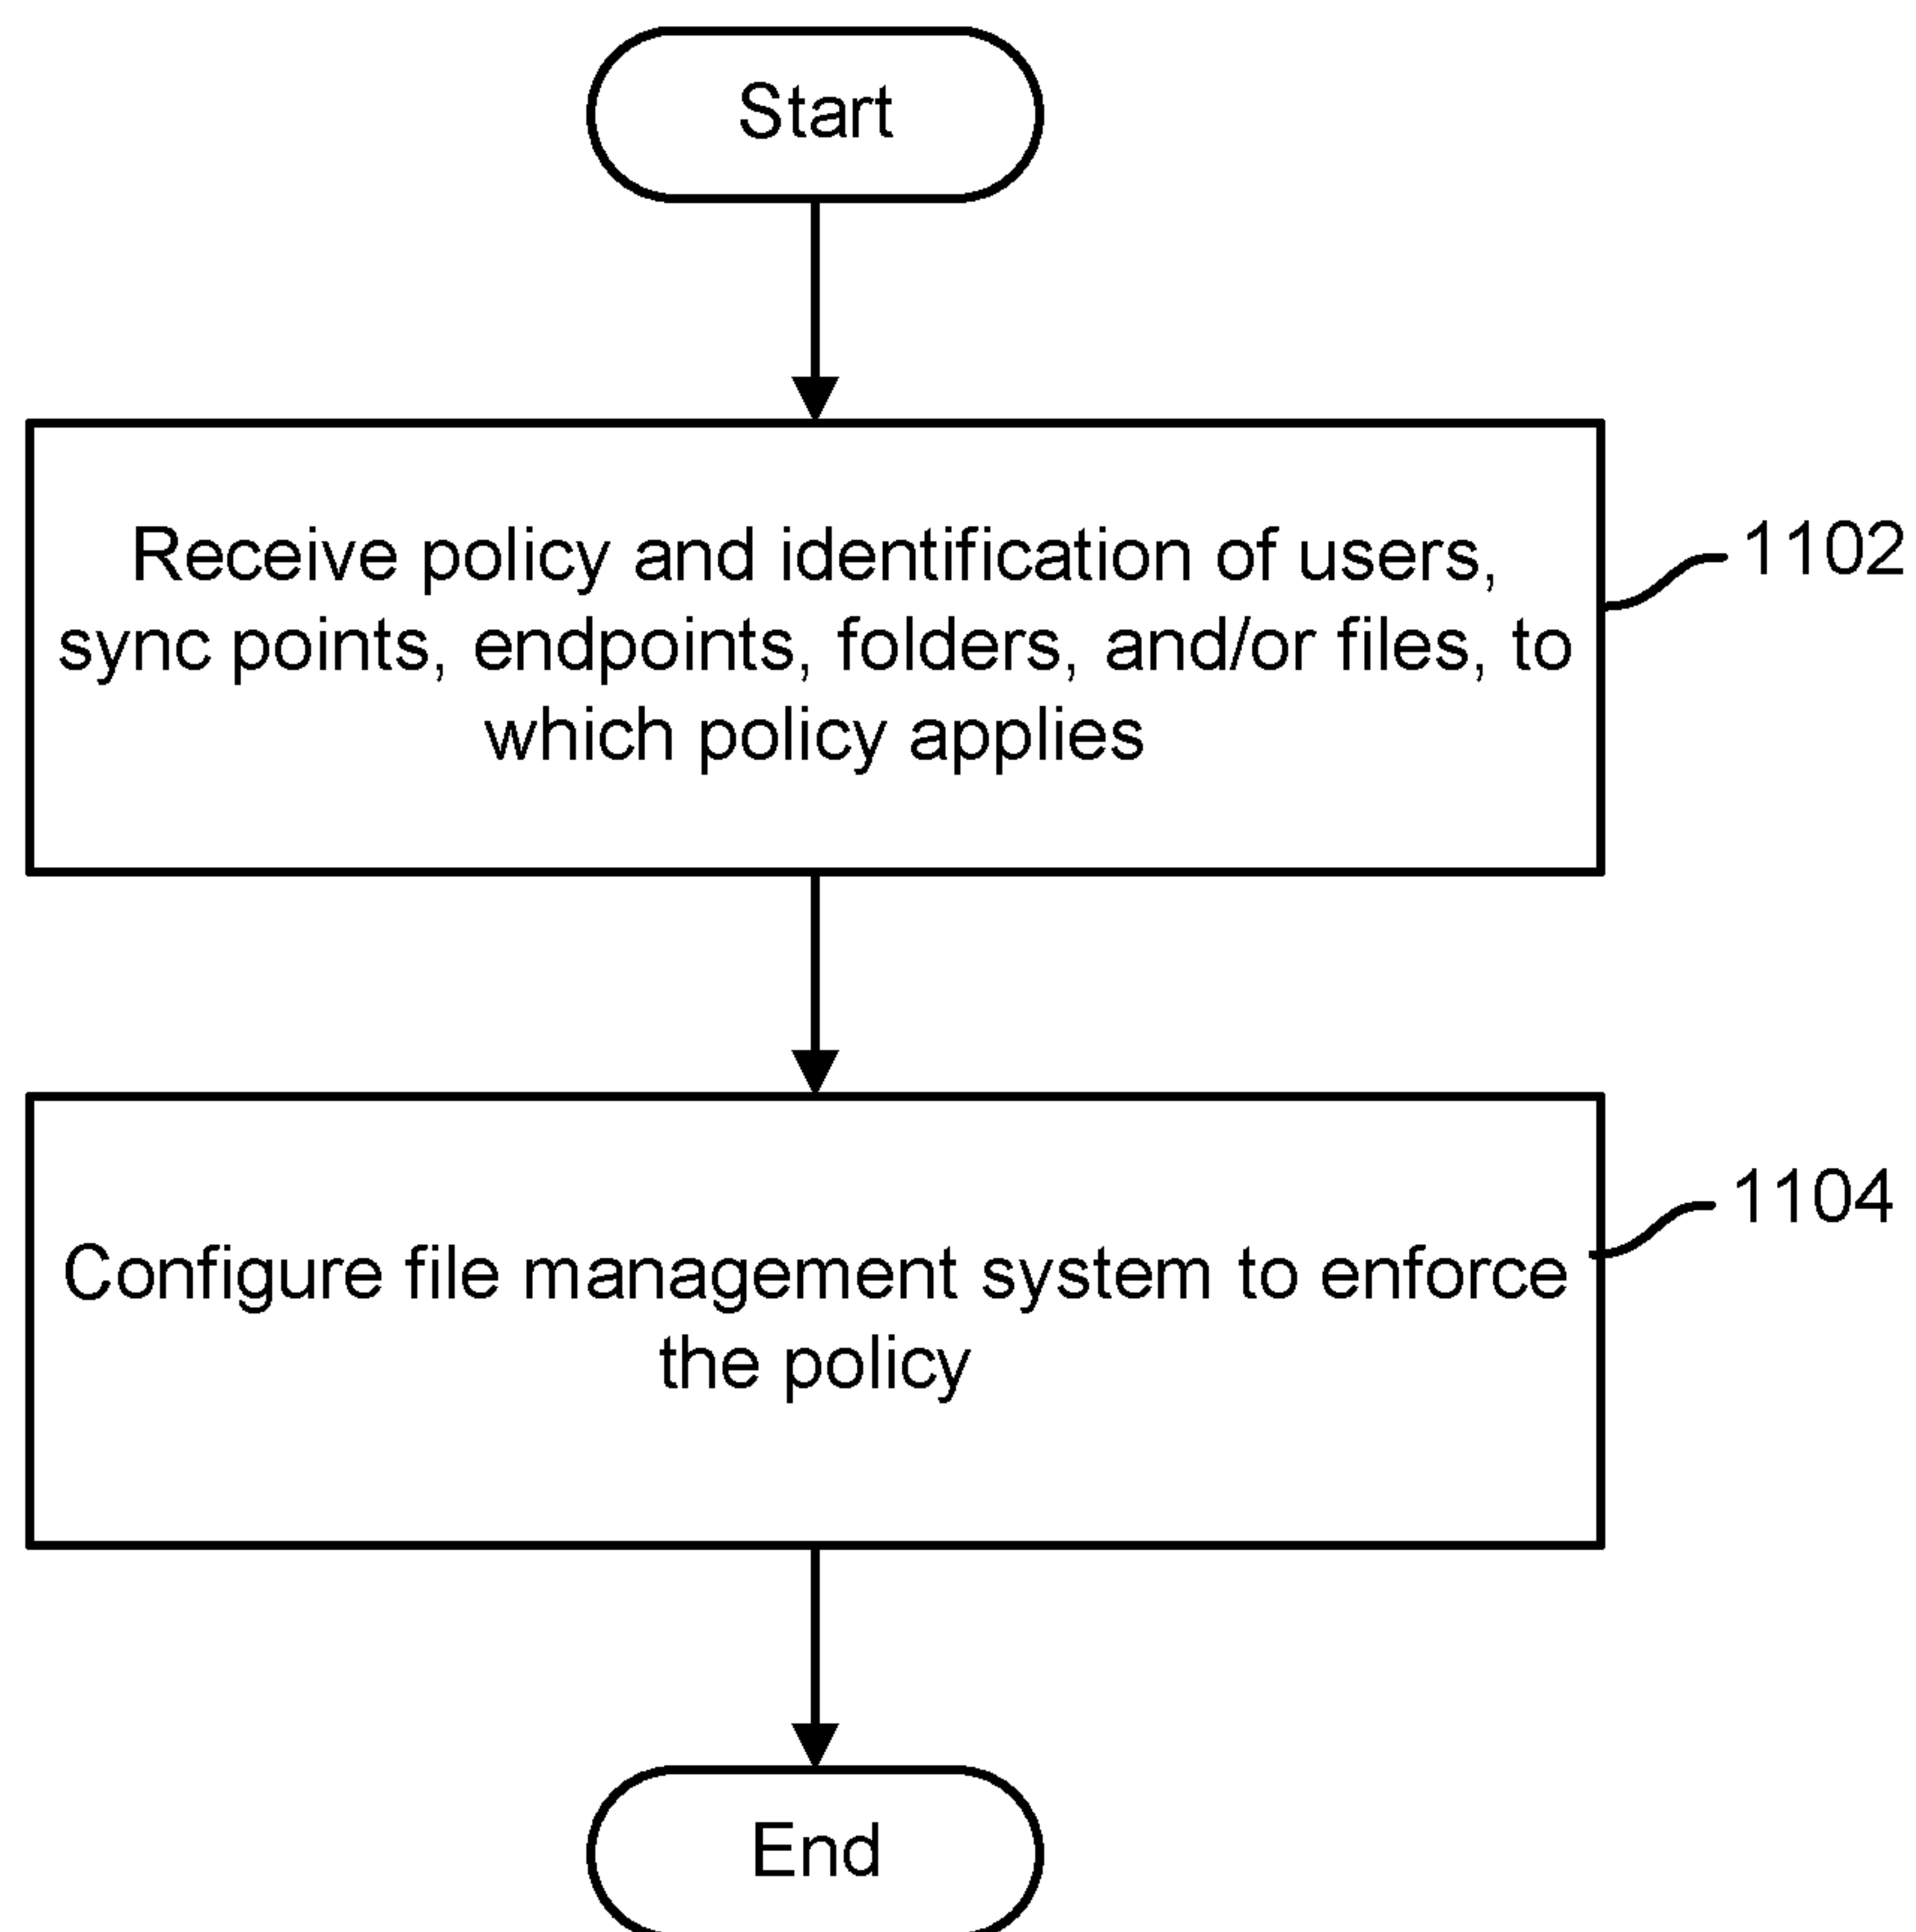 Start
Receive policy and identification of users,
sync points, endpoints, folders, and/or files, to
which policy applies
1102
Configure file management system to enforce
the policy
1104
End